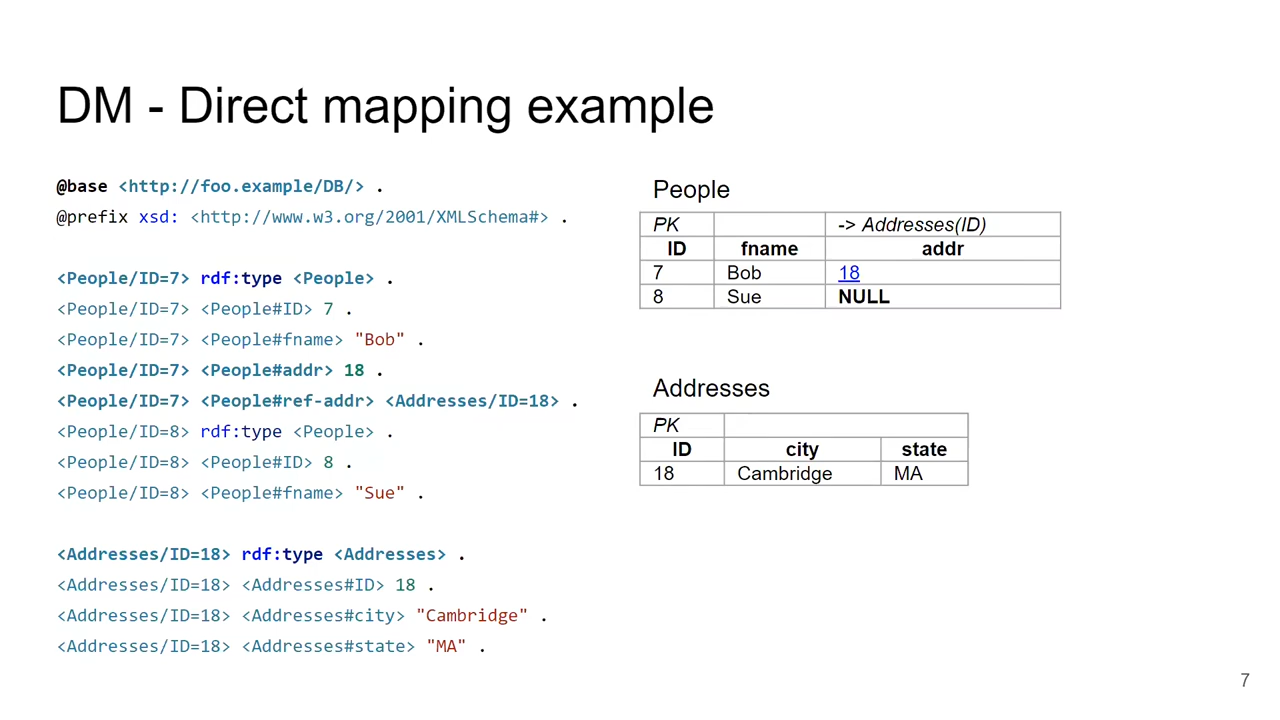 DM - Direct mapping example
@base <http://foo.example/DB/> .
@prefix xsd: <http://www.w3.org/2001/XMLSchema#> .
<People/ID=7> rdf:type <People> .
<People/ID=7> <People#ID> 7 .
<People/ID=7> <People#fname> "Bob" .
<People/ID=7> <People#addr> 18 .
<People/ID=7> <People#ref-addr> <Addresses/ID=18> .
<People/ID=8> rdf:type <People> .
<People/ID=8> <People#ID> 8 .
<People/ID=8> <People#fname> "Sue" .
<Addresses/ID=18> rdf:type <Addresses> .
<Addresses/ID=18> <Addresses#ID> 18 .
<Addresses/ID=18> <Addresses#city> "Cambridge" .
<Addresses/ID=18> <Addresses#state> "MA" .
People
PK -> Addresses(ID)
ID fname addr
7 Bob 18
8 Sue NULL
Addresses
PK
ID city state
18 Cambridge MA
7